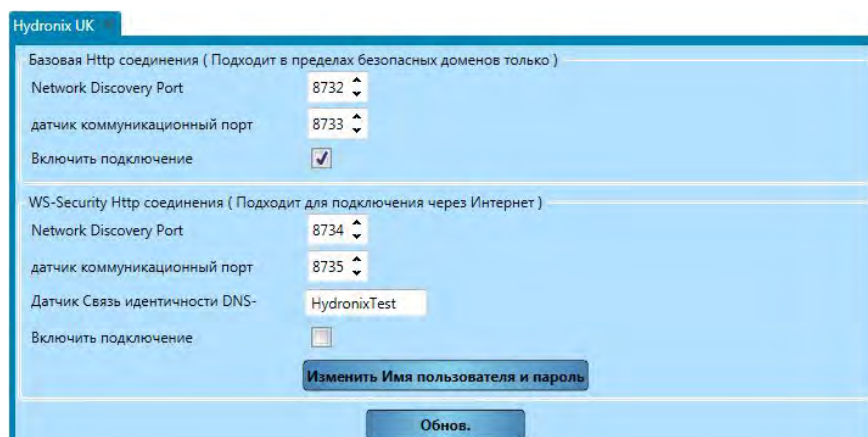 Hydronix UK
Базовая Http соединения ( Подходит в пределах безопасных доменов только )
Network Discovery Port 8732
датчик коммуникационный порт 8733
Включить подключение
WS-Security Http соединения ( Подходит для подключения через Интернет )
Network Discovery Port 8734
датчик коммуникационный порт 8735
Датчик Связь идентичности DNS- HydronixTest
Включить подключение
Изменить Имя пользователя и пароль
Обнов.